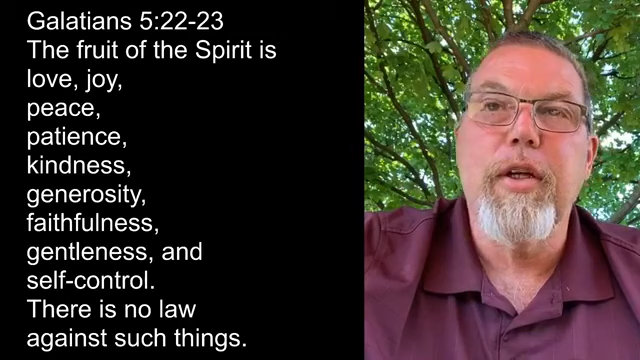 Galatians 5:22-23
The fruit of the Spirit is
love, joy,
peace,
patience,
kindness,
generosity,
faithfulness,
gentleness, and
self-control.
There is no law
against such things.